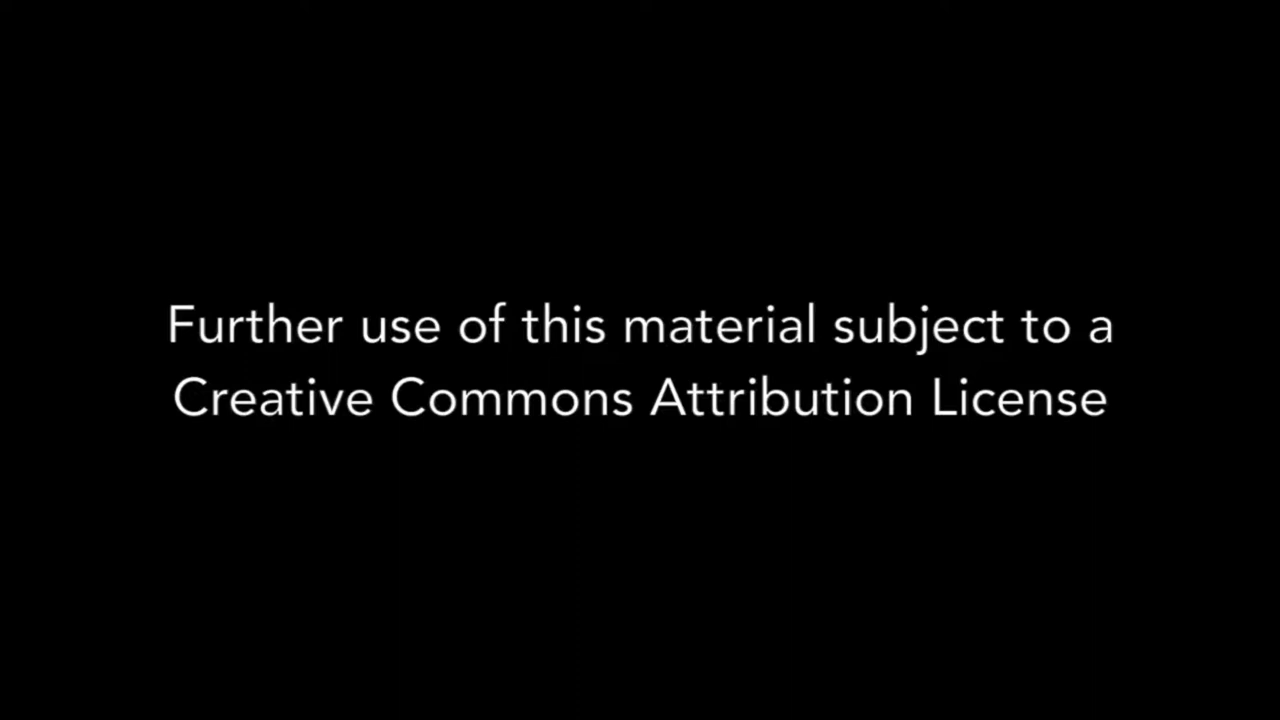 Further use of this material subject to a
Creative Commons Attribution License